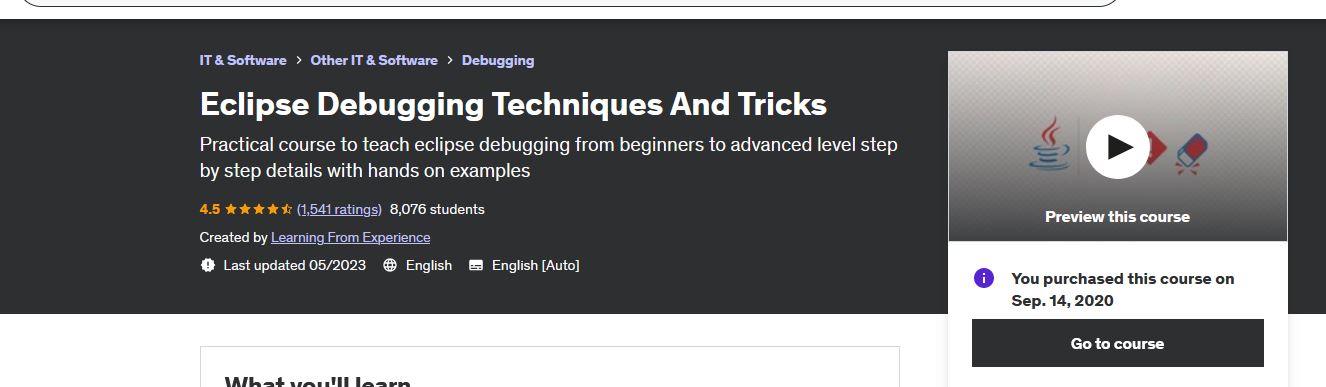 IT & Software > Other IT & Software > Debugging
Eclipse Debugging Techniques And Tricks
Practical course to teach eclipse debugging from beginners to advanced level step
by step details with hands on examples
4.5 (1,541 ratings) 8,076 students
Created by Learning From Experience
Last updated 05/2023 English English [Auto]
Preview this course
You purchased this course on
Sep. 14, 2020
Go to course
What you'll learn